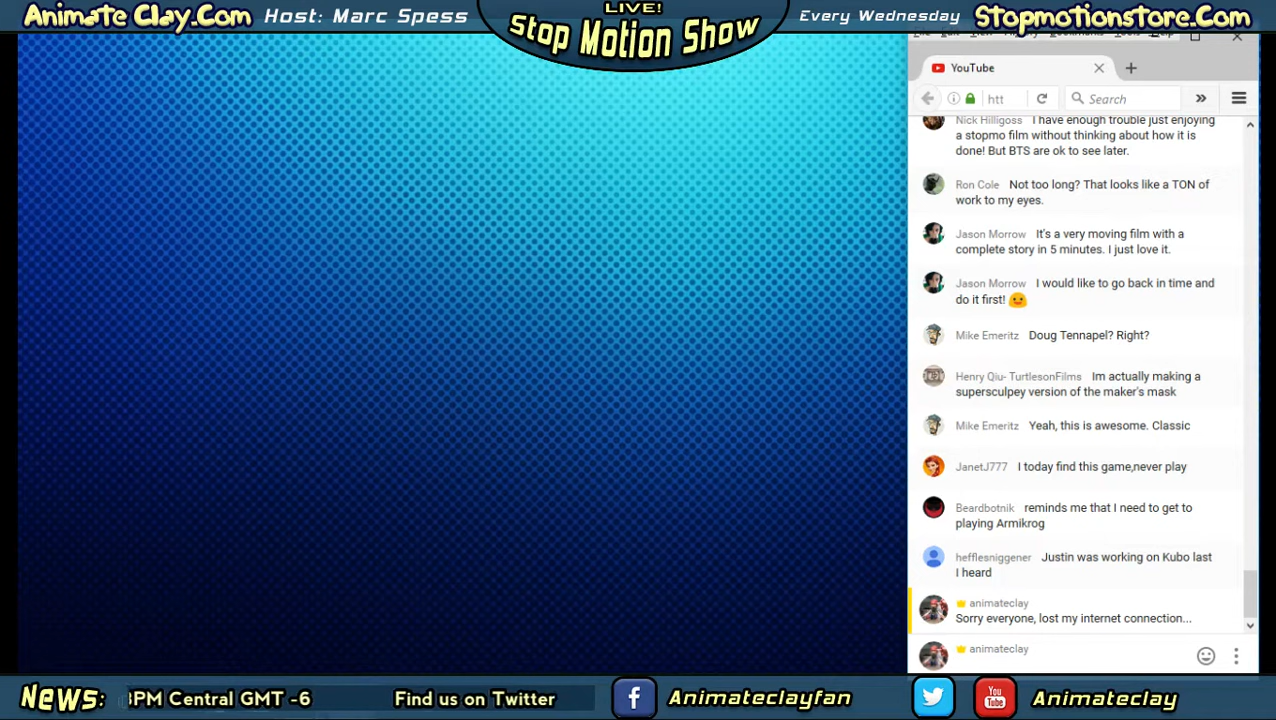 Animate Clay.Com
Host: Marc Spess
LIVE!
Stop Motion Show
Every Wednesday
Stopmotionstore.Com
YouTube
htt
Search
Nick Hilligoss I have enough trouble just enjoying
a stopmo film without thinking about how it is
done! But BTS are ok to see later.
Ron Cole Not too long? That looks like a TON of
work to my eyes.
Jason Morrow It's a very moving film with a
complete story in 5 minutes. I just love it.
Jason Morrow I would like to go back in time and
do it first!
Mike Emeritz Doug Tennapel? Right?
Henry Qiu- TurtlesonFilms Im actually making a
supersculpey version of the maker's mask
Mike Emeritz Yeah, this is awesome. Classic
JanetJ777 I today find this game,never play
Beardbotnik reminds me that I need to get to
playing Armikrog
hefflesniggener Justin was working on Kubo last
I heard
animateclay
Sorry everyone, lost my internet connection...
animateclay
News:
3PM Central GMT -6
Find us on Twitter
Animateclayfan
You
Tube
Animateclay